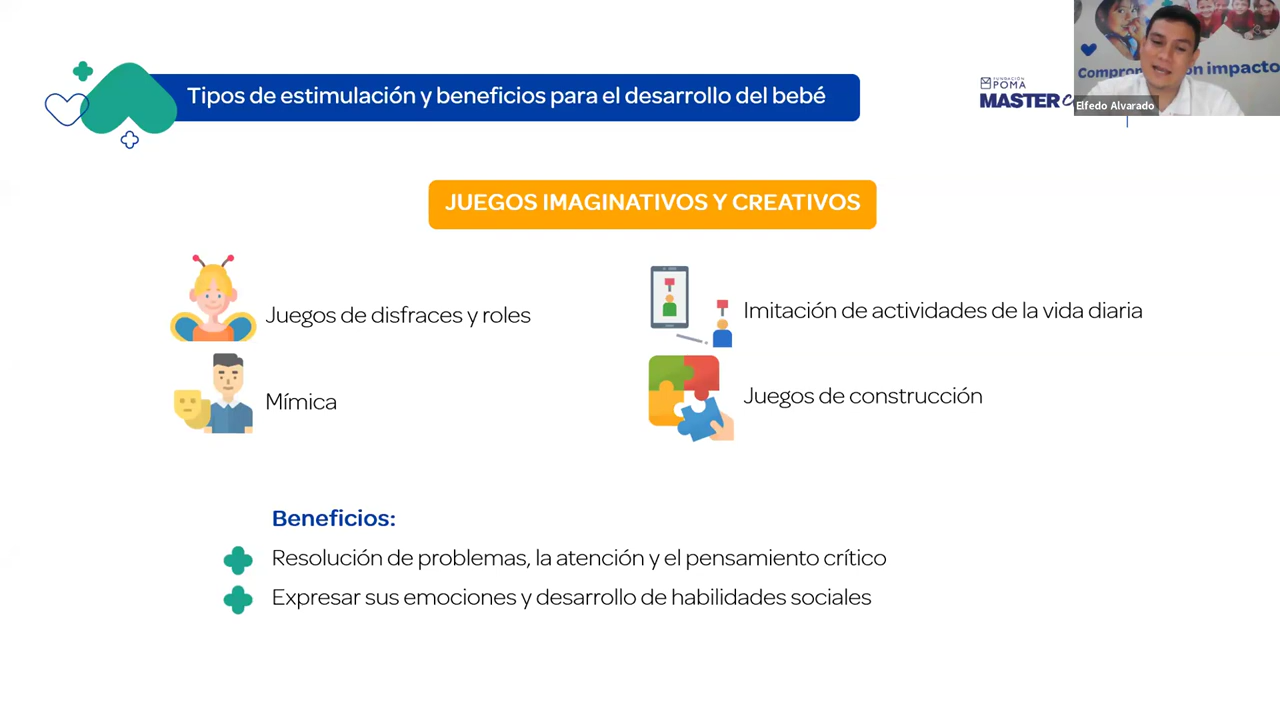 Tipos de estimulación y beneficios para el desarrollo del bebé
FUNDACIÓN
POMA
MASTER
Elfedo Alvarado
JUEGOS IMAGINATIVOS Y CREATIVOS
Juegos de disfraces y roles
Imitación de actividades de la vida diaria
Mímica
Juegos de construcción
Beneficios:
Resolución de problemas, la atención y el pensamiento crítico
Expresar sus emociones y desarrollo de habilidades sociales